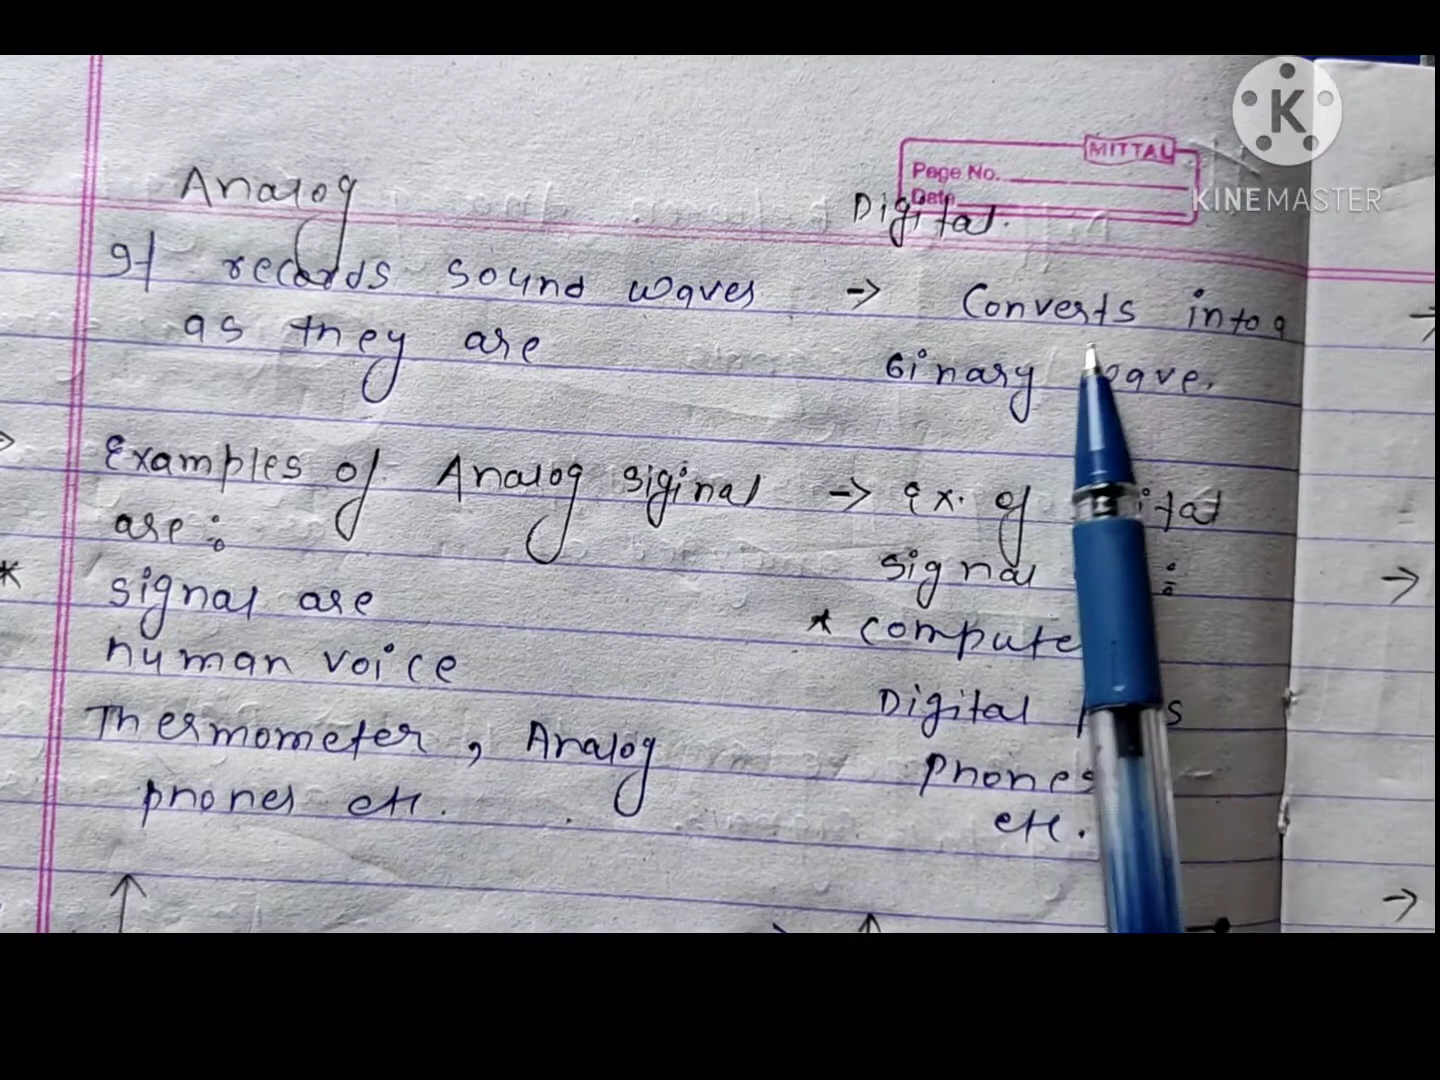 MITTAL
Page No.
Date
KINEMASTER
Analog
It records sound waves
as they are
Examples of Analog siginal
are:
signal are
human voice
Thermometer, Analog
phones etc.
Digital.
→ Converts into a
Binary
→ Ex. of
signal :
* compute
Digital
phones
etc.